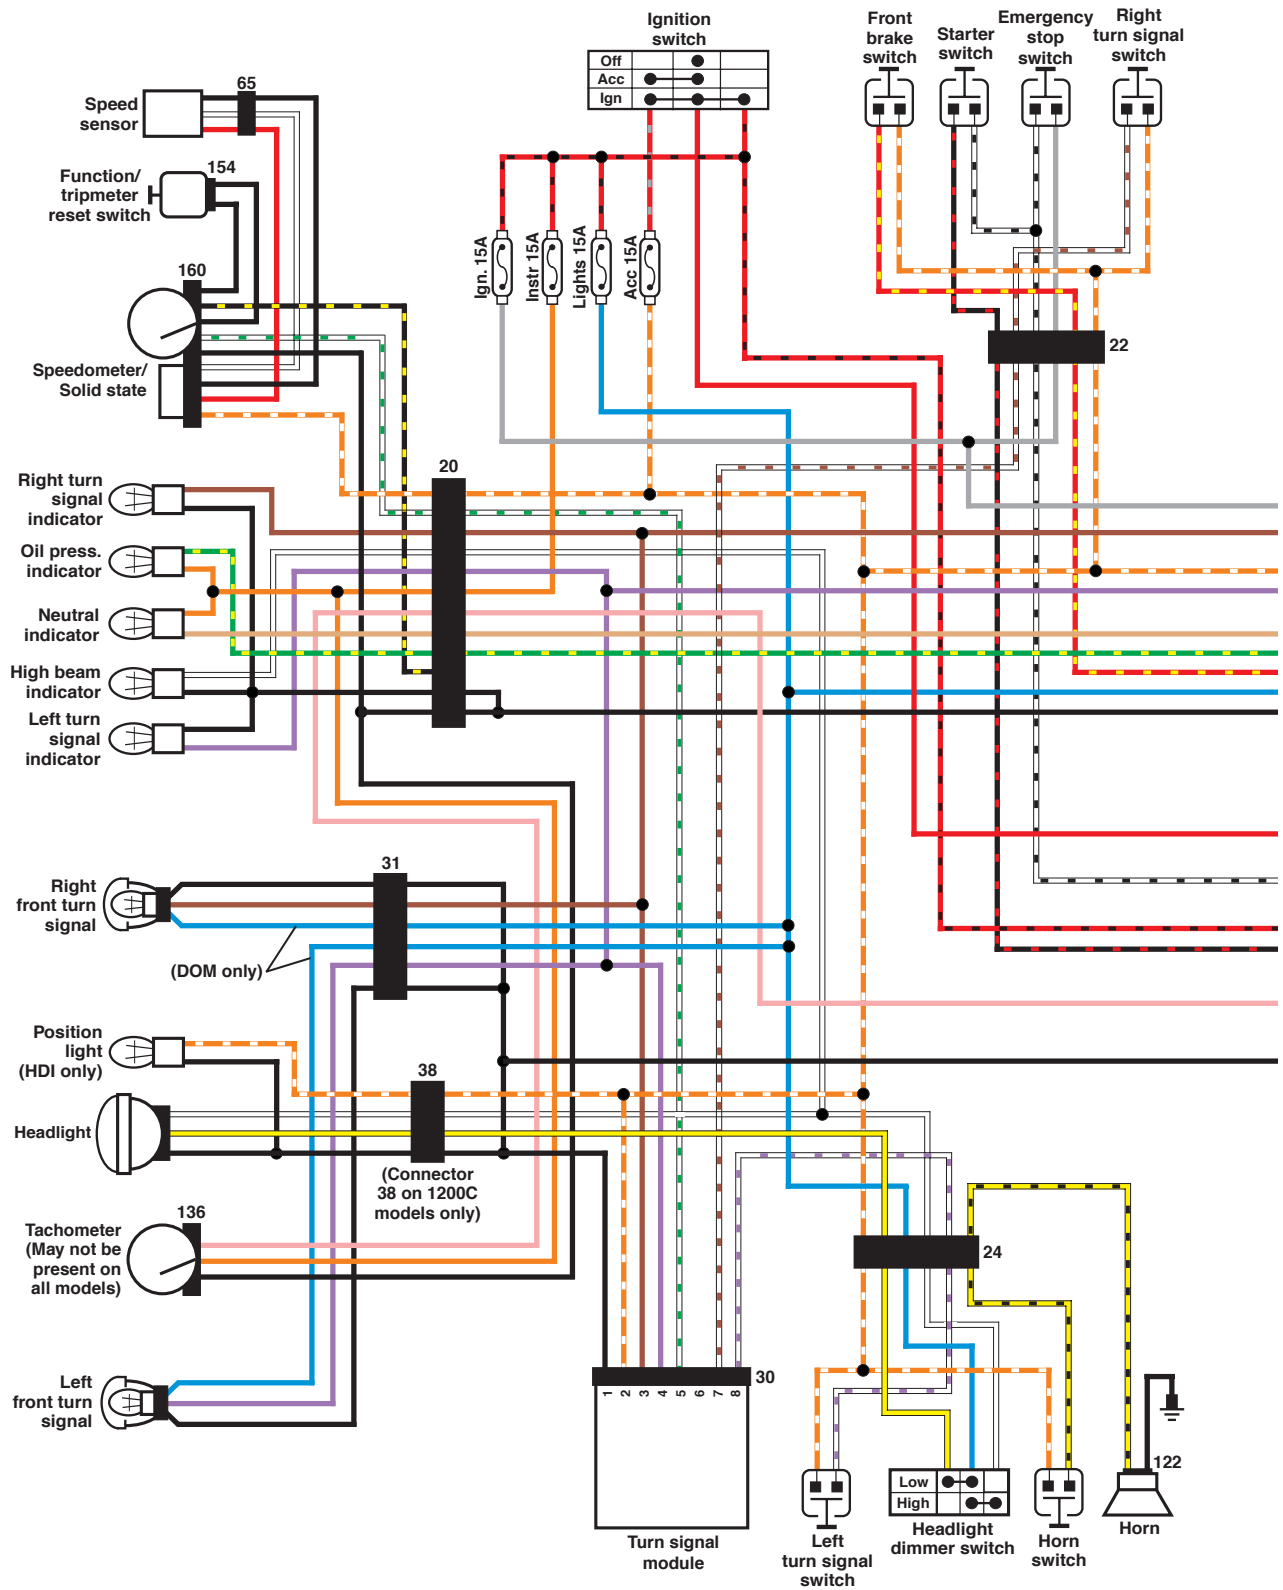 Ignition
switch
Off
Acc
Ign
Front
brake
switch
Starter
switch
Emergency
stop
switch
Right
turn signal
switch
Speed
sensor
65
Function/
tripmeter
reset switch
154
160
Speedometer/
Solid state
Ign. 15A
Instr 15A
Lights 15A
Acc 15A
22
20
Right turn
signal
indicator
Oil press.
indicator
Neutral
indicator
High beam
indicator
Left turn
signal
indicator
31
Right
front turn
signal
(DOM only)
Position
light
(HDI only)
38
Headlight
(Connector
38 on 1200C
models only)
Tachometer
(May not be
present on
all models)
136
24
Left
front turn
signal
30
1 2 3 4 5 6 7 8
Turn signal
module
Left
turn signal
switch
Low
High
Headlight
dimmer switch
Horn
switch
122
Horn